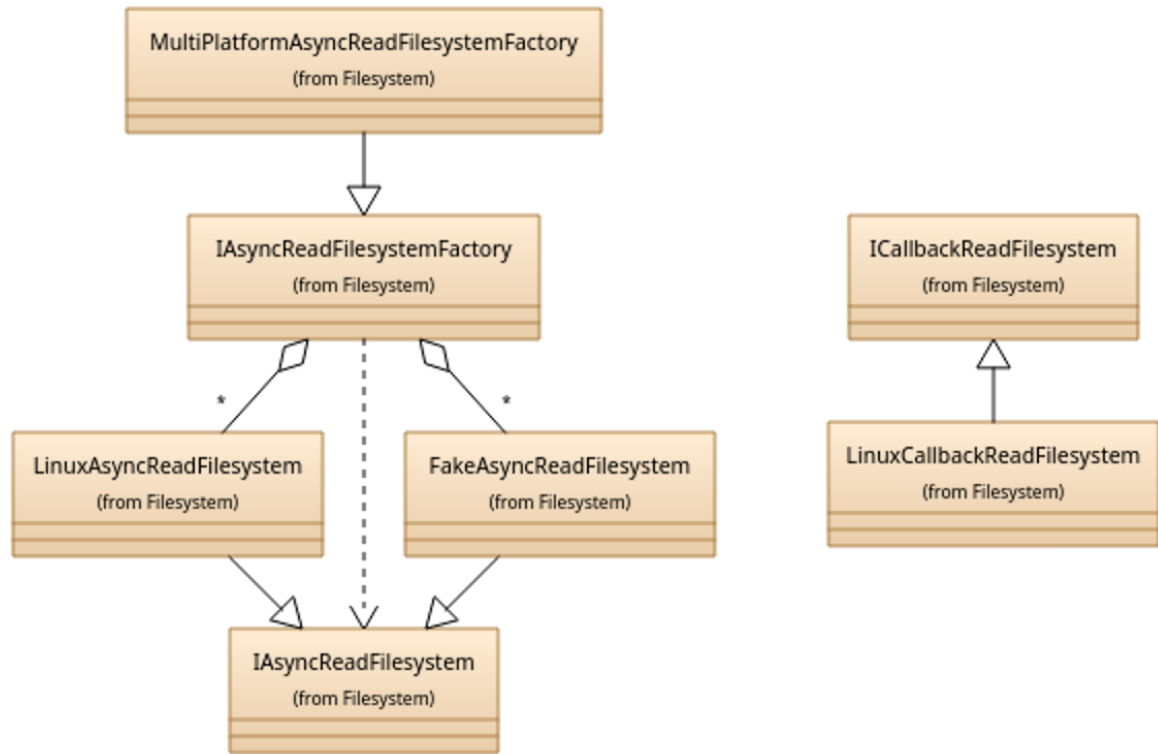 MultiPlatformAsyncReadFilesystemFactory
(from Filesystem)
IAsyncReadFilesystemFactory
(from Filesystem)
ICallbackReadFilesystem
(from Filesystem)
*
*
LinuxAsyncReadFilesystem
(from Filesystem)
FakeAsyncReadFilesystem
(from Filesystem)
LinuxCallbackReadFilesystem
(from Filesystem)
IAsyncReadFilesystem
(from Filesystem)